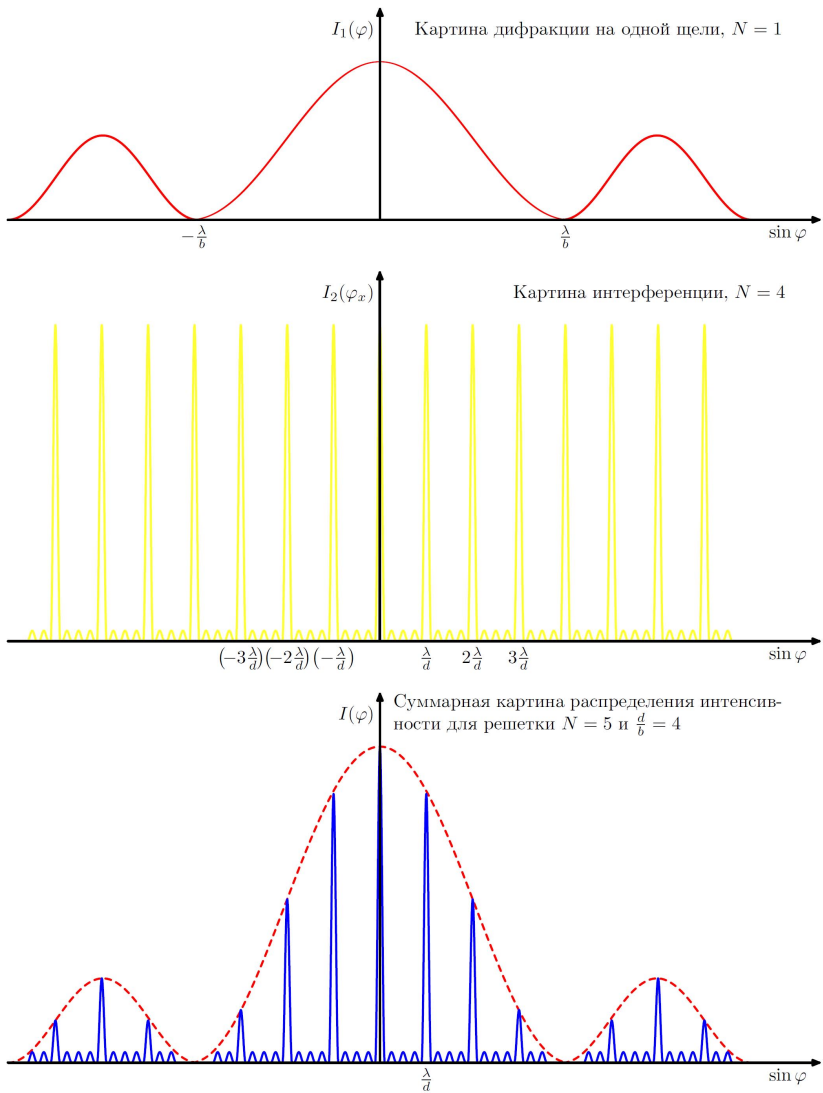 I₁(φ) Картина дифракции на одной щели, N = 1
−λ/b λ/b sin φ
I₂(φₓ) Картина интерференции, N = 4
(−3λ/d)(−2λ/d)(−λ/d) λ/d 2λ/d 3λ/d sin φ
Суммарная картина распределения интенсив-
I(φ) ности для решетки N = 5 и d/b = 4
λ/d sin φ